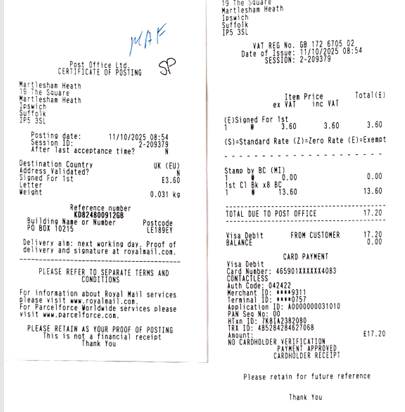 MAF
SP
Post Office Ltd.
CERTIFICATE OF POSTING
Martlesham Heath
19 The Square
Martlesham Heath
Ipswich
Suffolk
IP5 3SL
Posting date: 11/10/2025 08:54
Session ID: 2-209379
After last acceptance time? N
Destination Country UK (EU)
Address Validated? N
Signed For 1st £3.60
Letter
Weight 0.031 kg
Reference number
KD824800912GB
Building Name or Number Postcode
PO BOX 10215 LE189EY
Delivery aim: next working day. Proof of
delivery and signature at royalmail.com.
PLEASE REFER TO SEPARATE TERMS AND
CONDITIONS
For information about Royal Mail services
please visit www.royalmail.com.
For Parcelforce Worldwide services please
visit www.parcelforce.com.
PLEASE RETAIN AS YOUR PROOF OF POSTING
This is not a financial receipt
Thank You
19 The Square
Martlesham Heath
Ipswich
Suffolk
IP5 3SL
VAT REG No. GB 172 6705 02
Date of Issue: 11/10/2025 08:54
SESSION: 2-209379
Item Price Total(E)
ex VAT inc VAT
(E)Signed For 1st
1 @ 3.60 3.60 3.60
(S)=Standard Rate (Z)=Zero Rate (E)=Exempt
Stamp by BC (MI)
1 @ 0.00 0.00
1st Cl Bk x8 BC
1 @ 13.60 13.60
TOTAL DUE TO POST OFFICE 17.20
Visa Debit FROM CUSTOMER 17.20
BALANCE 0.00
CARD PAYMENT
Visa Debit
Card Number: 465901XXXXXX4083
CONTACTLESS
Auth Code: 042422
Merchant ID: ****9311
Terminal ID: ****0757
Application ID: A0000000031010
PAN Seq No: 00
HTxn ID: 7KBIA2382080
TRX ID: 485284284627068
Amount: £17.20
NO CARDHOLDER VERIFICATION
PAYMENT APPROVED
CARDHOLDER RECEIPT
Please retain for future reference
Thank You